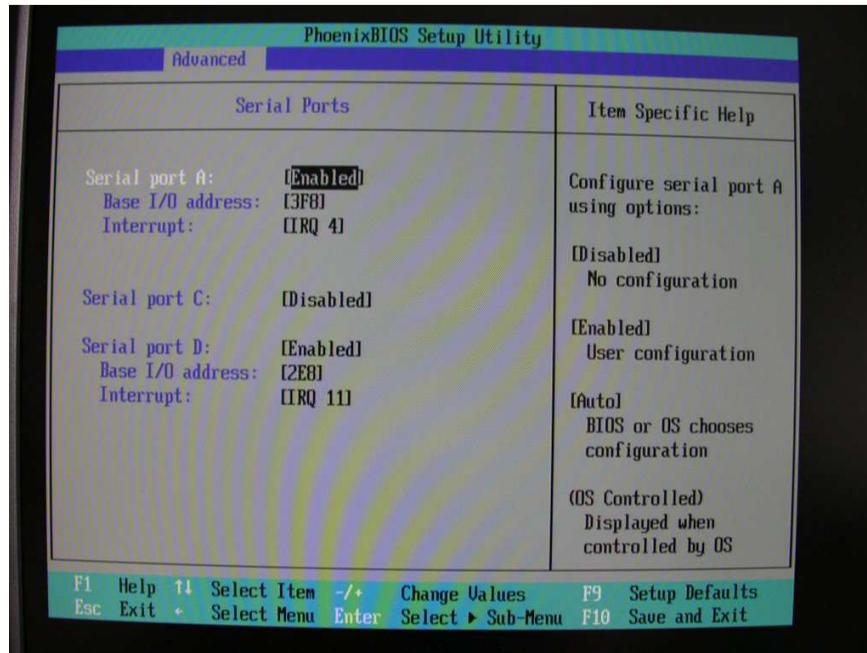 PhoenixBIOS Setup Utility
Advanced
Serial Ports
Item Specific Help
Serial port A: [Enabled]
Base I/O address: [3F8]
Interrupt: [IRQ 4]
Serial port C: [Disabled]
Serial port D: [Enabled]
Base I/O address: [2E8]
Interrupt: [IRQ 11]
Configure serial port A
using options:
[Disabled]
No configuration
[Enabled]
User configuration
[Auto]
BIOS or OS chooses
configuration
(OS Controlled)
Displayed when
controlled by OS
F1 Help ↑↓ Select Item -/+ Change Values F9 Setup Defaults
Esc Exit ← Select Menu Enter Select ▶ Sub-Menu F10 Save and Exit